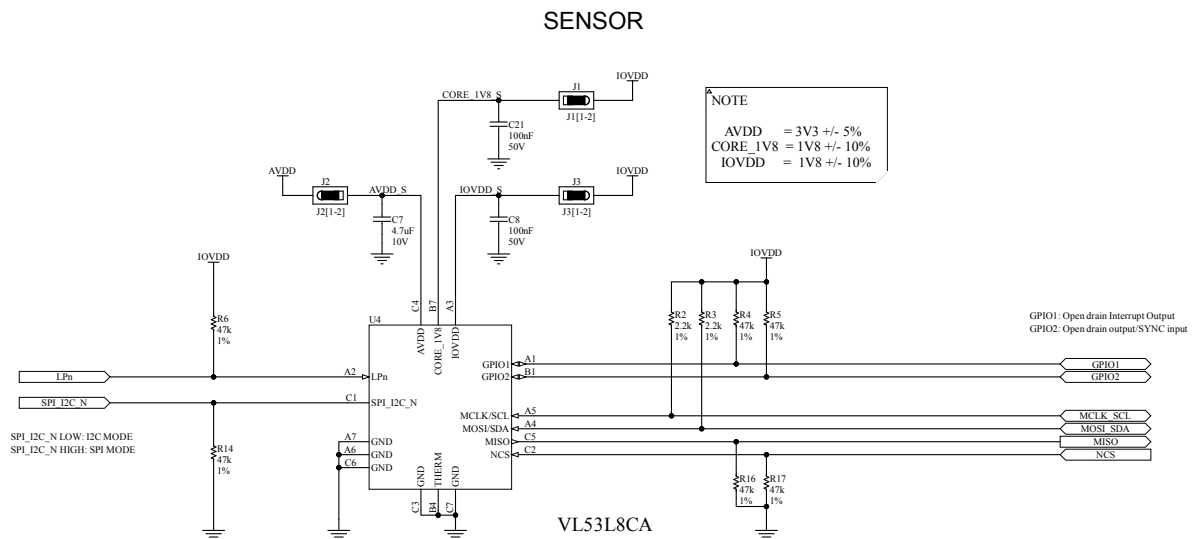 SENSOR
IOVDD
CORE_1V8_S
J1
J1[1-2]
C21
100nF
50V
NOTE
AVDD = 3V3 +/- 5%
CORE_1V8 = 1V8 +/- 10%
IOVDD = 1V8 +/- 10%
AVDD
J2
J2[1-2]
AVDD_S
C7
4.7uF
10V
IOVDD_S
J3
J3[1-2]
IOVDD
C8
100nF
50V
IOVDD
R6
47k
1%
IOVDD
R2
2.2k
1%
R3
2.2k
1%
R4
47k
1%
R5
47k
1%
GPIO1: Open drain Interrupt Output
GPIO2: Open drain output/SYNC input
U4
C4
B7
A3
AVDD
CORE_1V8
IOVDD
LPn
A2
LPn
SPI_I2C_N
C1
SPI_I2C_N
SPI_I2C_N LOW: I2C MODE
SPI_I2C_N HIGH: SPI MODE
R14
47k
1%
A7
GND
A6
GND
C6
GND
GND
THERM
GND
C3
B4
C7
GPIO1
A1
GPIO1
GPIO2
B1
GPIO2
MCLK/SCL
A5
MCLK_SCL
MOSI/SDA
A4
MOSI_SDA
MISO
C5
MISO
NCS
C2
NCS
R16
47k
1%
R17
47k
1%
VL53L8CA